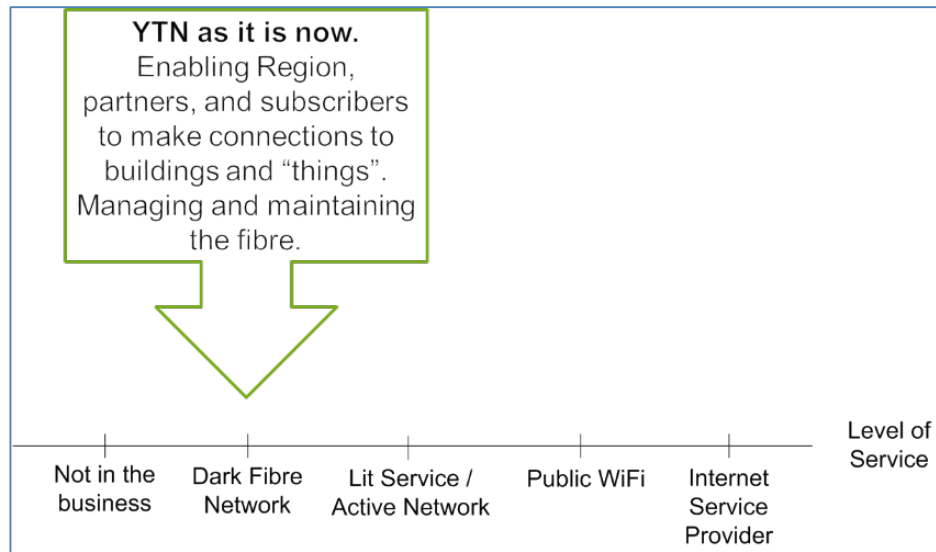 YTN as it is now.
Enabling Region,
partners, and subscribers
to make connections to
buildings and “things”.
Managing and maintaining
the fibre.
Level of
Service
Not in the
business
Dark Fibre
Network
Lit Service /
Active Network
Public WiFi
Internet
Service
Provider